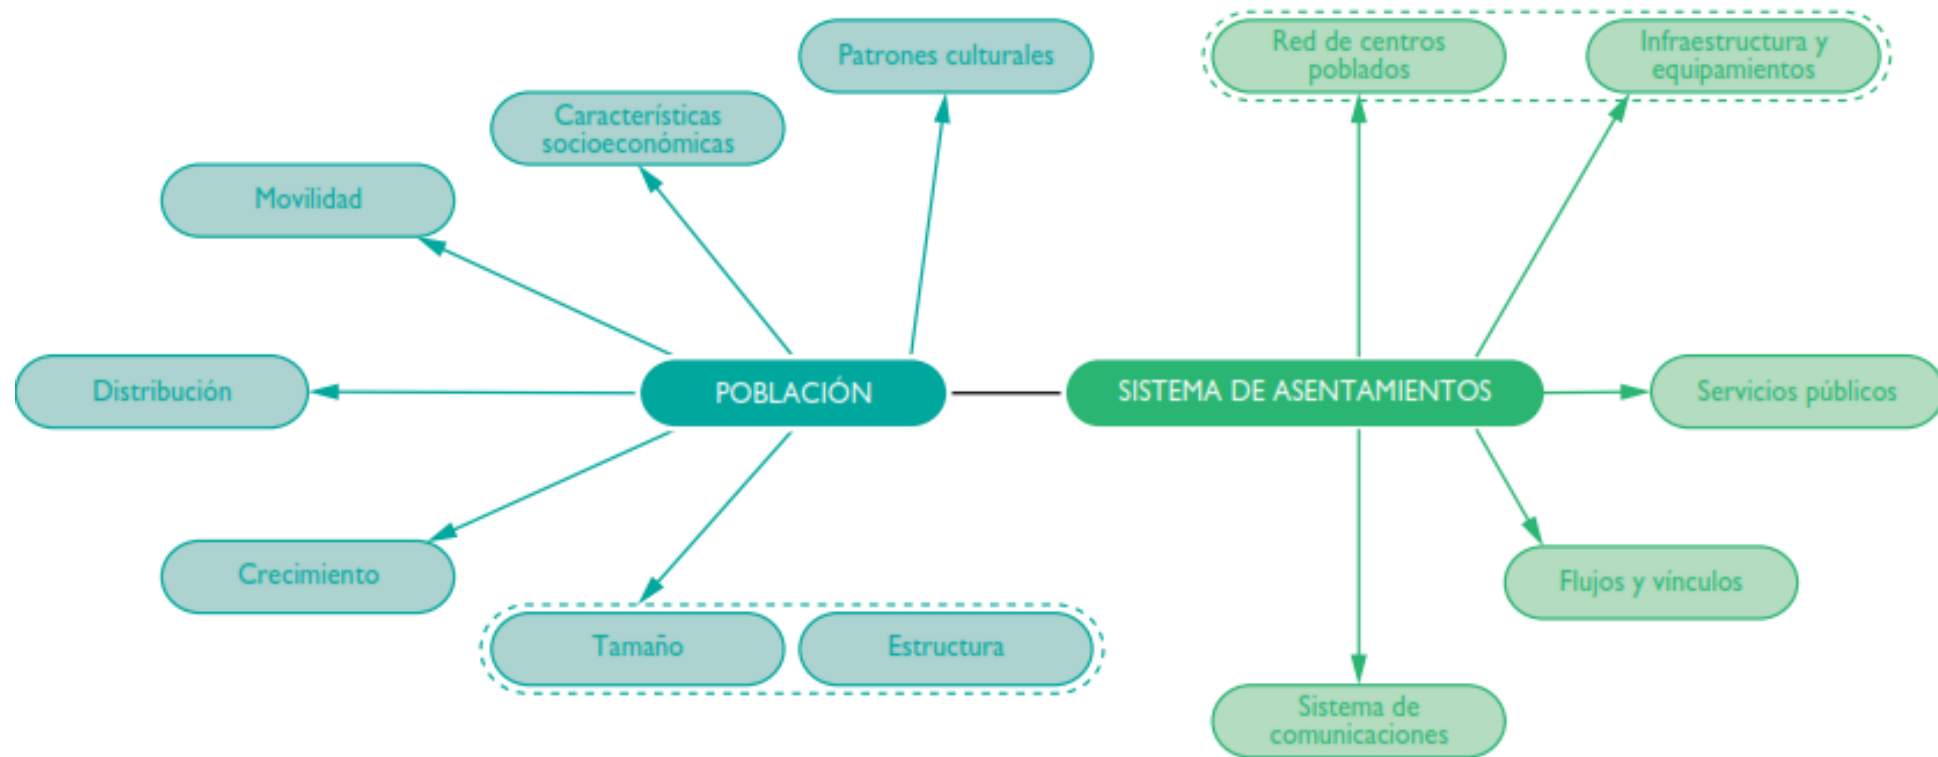 Patrones culturales
Red de centros
poblados
Infraestructura y
equipamientos
Características
socioeconómicas
Movilidad
Distribución
POBLACIÓN
SISTEMA DE ASENTAMIENTOS
Servicios públicos
Crecimiento
Flujos y vínculos
Tamaño
Estructura
Sistema de
comunicaciones